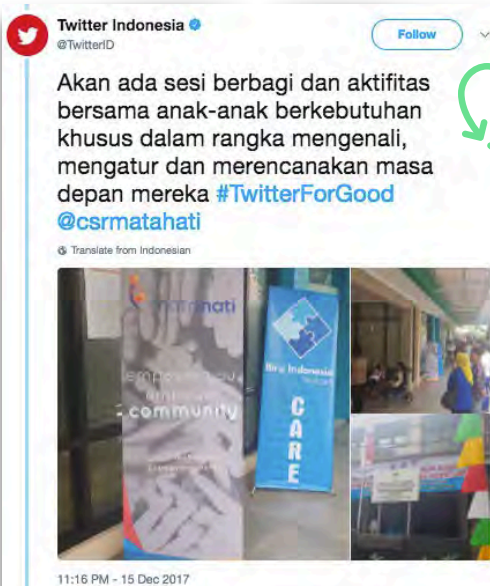 Twitter Indonesia
@TwitterID
Follow
Akan ada sesi berbagi dan aktifitas
bersama anak-anak berkebutuhan
khusus dalam rangka mengenali,
mengatur dan merencanakan masa
depan mereka #TwitterForGood
@csrmatahati
Translate from Indonesian
community
Biru Indonesia
CARE
11:16 PM - 15 Dec 2017